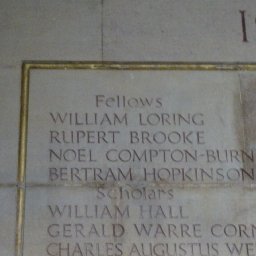 19
Fellows
WILLIAM LORING
RUPERT BROOKE
NOEL COMPTON-BURN
BERTRAM HOPKINSON
Scholars
WILLIAM HALL
GERALD WARRE CORN
CHARLES AUGUSTUS WE